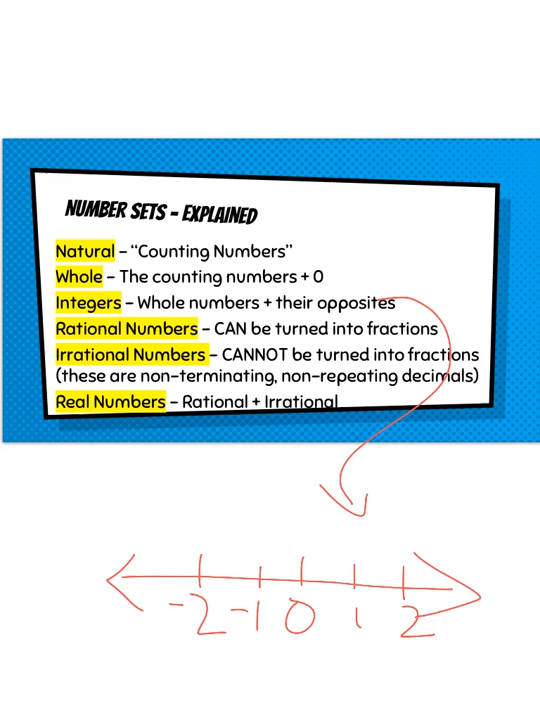 NUMBER SETS - EXPLAINED
Natural - “Counting Numbers”
Whole - The counting numbers + 0
Integers - Whole numbers + their opposites
Rational Numbers - CAN be turned into fractions
Irrational Numbers - CANNOT be turned into fractions
(these are non-terminating, non-repeating decimals)
Real Numbers - Rational + Irrational
-2 -1 0 1 2